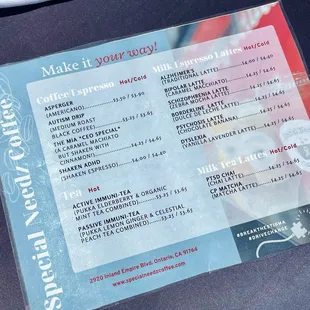 Special Needz Coffee
Make it your way!
Coffee Espresso Hot/Cold
ASPERGER
(AMERICANO)
AUTISM DRIP
(MEDIUM ROAST
BLACK COFFEE)
THE MIA *CEO SPECIAL*
(A CARAMEL MACCHIATO
BUT SHAKEN WITH
CINNAMON)
SHAKEN ADHD
(SHAKEN ESPRESSO)
Tea Hot
ACTIVE IMMUNI-TEA
(PUKKA ELDERBERRY & ORGANIC
MINT TEA COMBINED)
PASSIVE IMMUNI-TEA
(PUKKA LEMON GINGER & CELESTIAL
PEACH TEA COMBINED)
Milk Espresso Lattes Hot/Cold
ALZHEIMER'S
(TRADITIONAL LATTE)
BIPOLAR LATTE
(CARAMEL MACCHIATO)
SCHIZOPHRENIA LATTE
(ZEBRA MOCHA LATTE)
BORDERLINE LATTE
(DULCE DE LECHE LATTE)
PSYCHOSIS LATTE
(CHOCOLATE BANANA)
DYSLEXIA
(VANILLA LAVENDER LATTE)
Milk Tea Lattes Hot/Cold
PTSD CHAI
(CHAI LATTE)
CP MATCHA
(MATCHA LATTE)
#BREAKTHESTIGMA
#DRIVECHANGE
2920 Inland Empire Blvd. Ontario, CA 91764
www.specialneedzcoffee.com